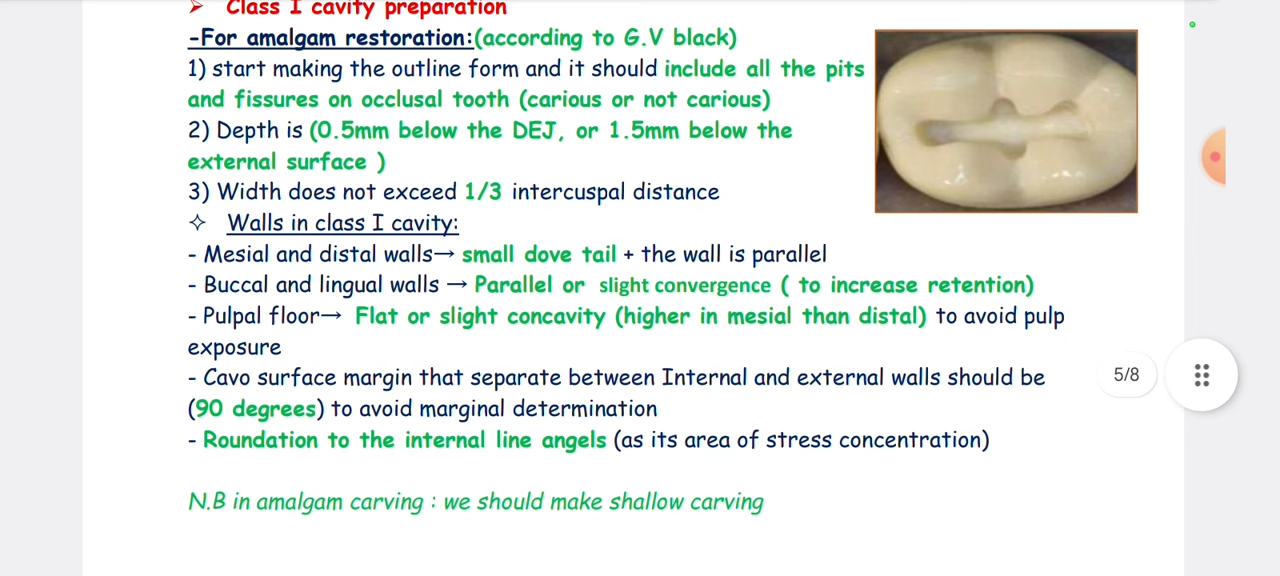 ➤ Class I cavity preparation
-For amalgam restoration:(according to G.V black)
1) start making the outline form and it should include all the pits
and fissures on occlusal tooth (carious or not carious)
2) Depth is (0.5mm below the DEJ, or 1.5mm below the
external surface )
3) Width does not exceed 1/3 intercuspal distance
✧ Walls in class I cavity:
- Mesial and distal walls→ small dove tail + the wall is parallel
- Buccal and lingual walls → Parallel or slight convergence ( to increase retention)
- Pulpal floor→ Flat or slight concavity (higher in mesial than distal) to avoid pulp
exposure
- Cavo surface margin that separate between Internal and external walls should be
(90 degrees) to avoid marginal determination
- Roundation to the internal line angels (as its area of stress concentration)
N.B in amalgam carving : we should make shallow carving
5/8